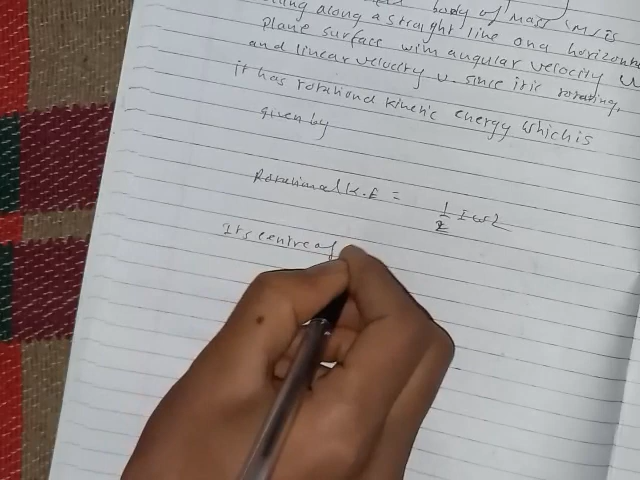 body of mass 'm' is
along a straight line on a horizontal
plane surface with angular velocity ω
and linear velocity v. since it is rotating,
it has rotational kinetic energy which is
given by
Rotational K.E = 1/2 Iω2
Its centre of